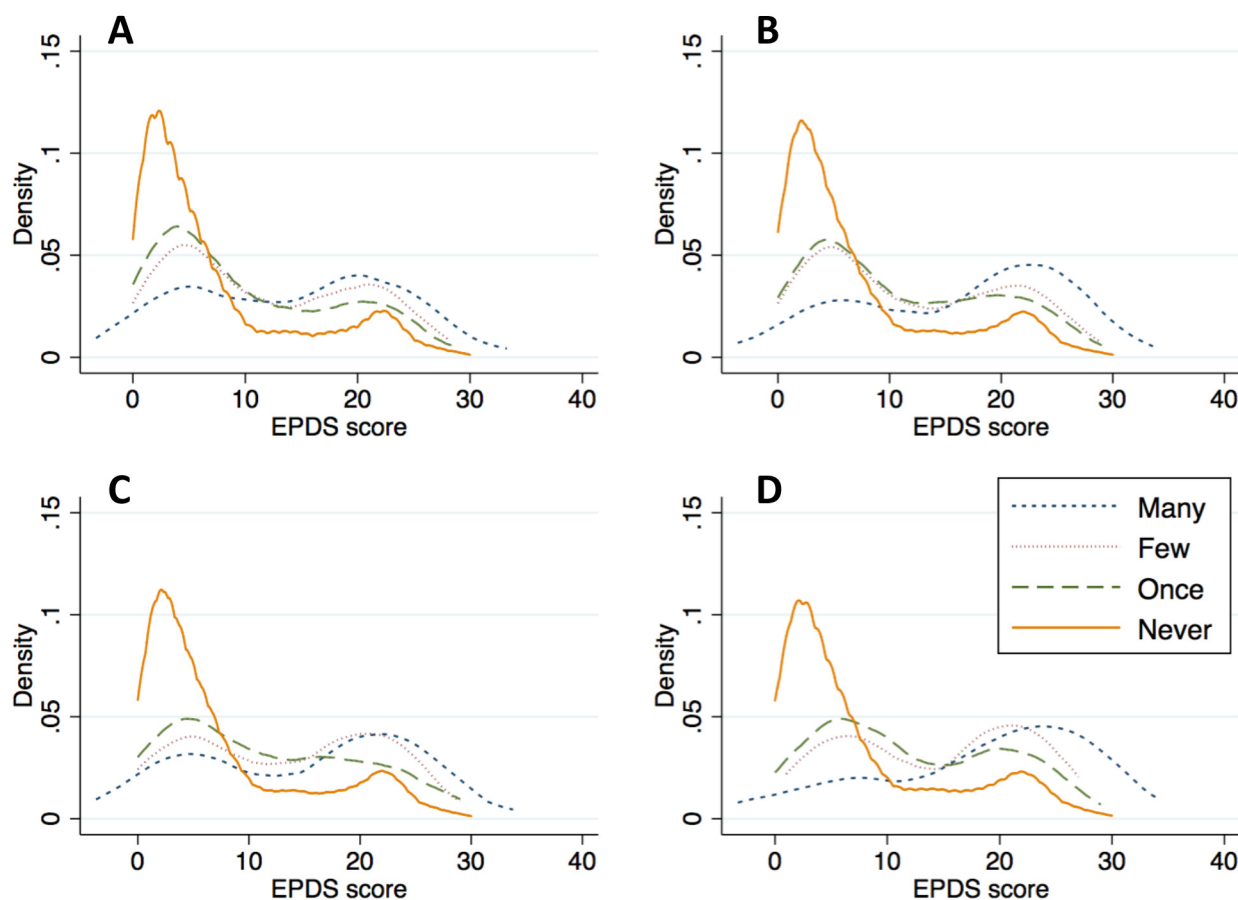 A
.15
.1
.05
0
Density
0 10 20 30 40
EPDS score
B
.15
.1
.05
0
Density
0 10 20 30 40
EPDS score
C
.15
.1
.05
0
Density
0 10 20 30 40
EPDS score
D
.15
.1
.05
0
Density
0 10 20 30 40
EPDS score
Many
Few
Once
Never